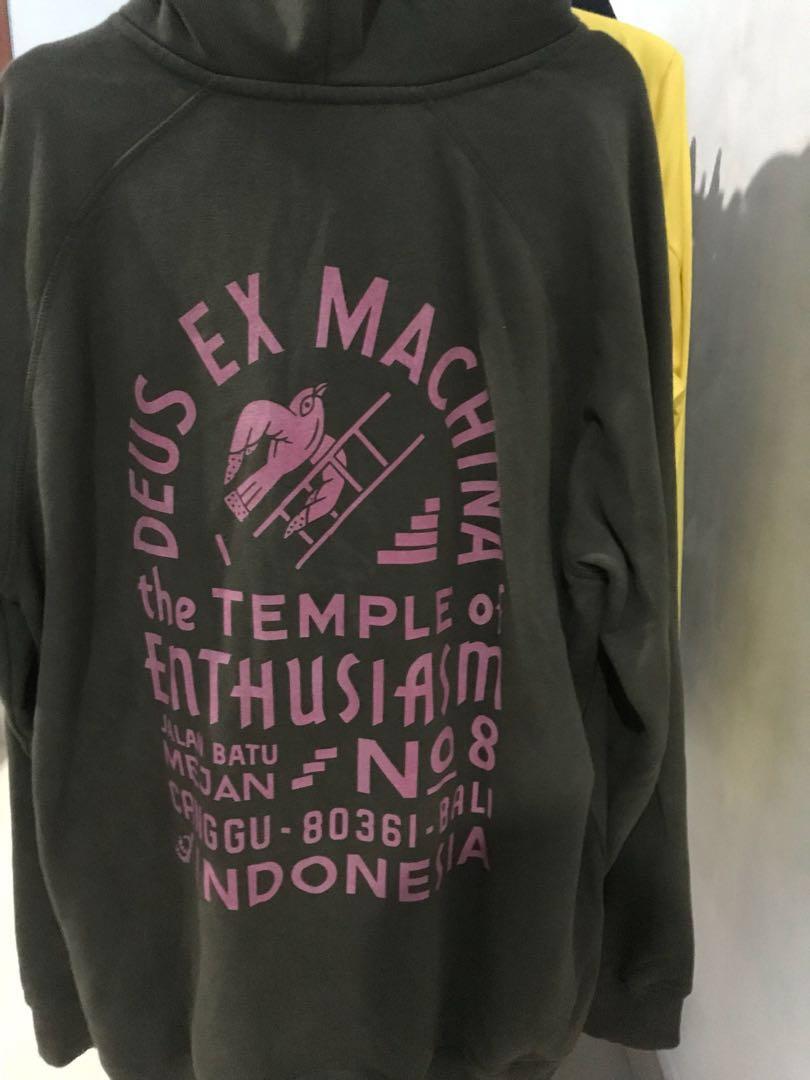 DEUS EX MACHINA
the TEMPLE of
ENTHUSIASM
JALAN BATU
MEJAN
No 8
CANGGU - 80361 - BALI
INDONESIA